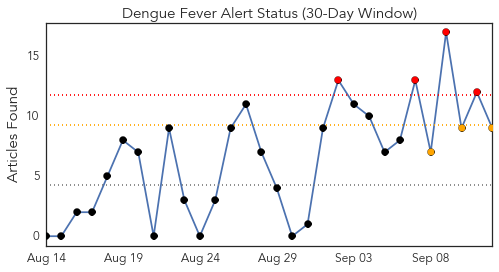 Dengue Fever Alert Status (30-Day Window)
Articles Found
15
10
5
0
Aug 14
Aug 19
Aug 24
Aug 29
Sep 03
Sep 08